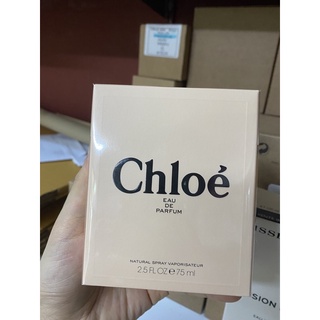 Chloé
EAU
DE
PARFUM
NATURAL SPRAY VAPORISATEUR
2.5 FL.OZ℮75 ml